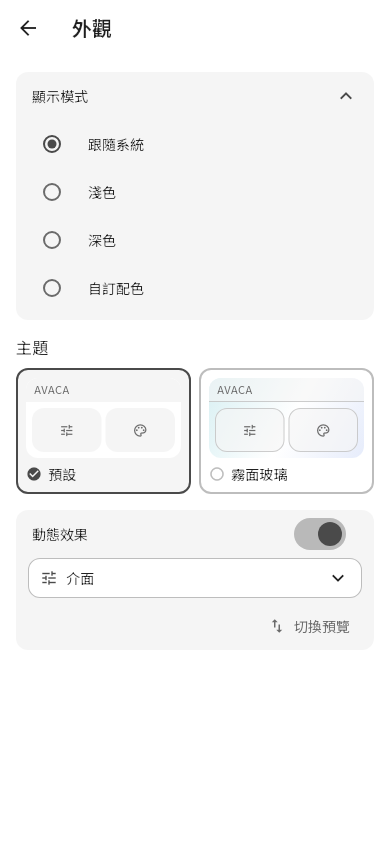 外觀
顯示模式
跟隨系統
淺色
深色
自訂配色
主題
AVACA
AVACA
預設
霧面玻璃
動態效果
介面
切換預覽